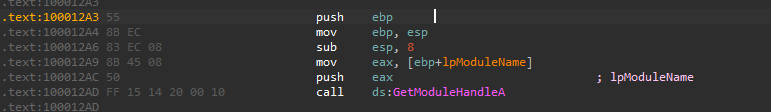 .text:100012A3 55 push ebp
.text:100012A4 8B EC mov ebp, esp
.text:100012A6 83 EC 08 sub esp, 8
.text:100012A9 8B 45 08 mov eax, [ebp+lpModuleName]
.text:100012AC 50 push eax ; lpModuleName
.text:100012AD FF 15 14 20 00 10 call ds:GetModuleHandleA
.text:100012AD